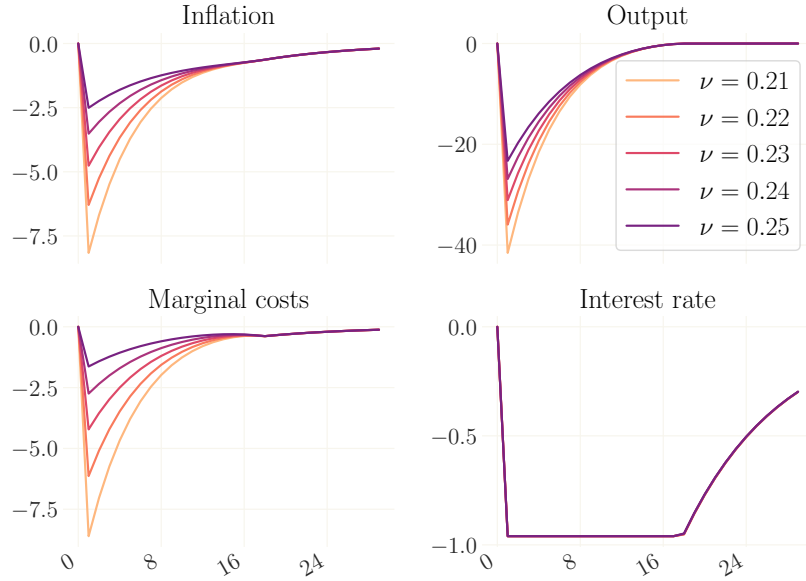 Inflation
0.0
−2.5
−5.0
−7.5
Output
0
−20
−40
ν = 0.21
ν = 0.22
ν = 0.23
ν = 0.24
ν = 0.25
Marginal costs
0.0
−2.5
−5.0
−7.5
0
8
16
24
Interest rate
0.0
−0.5
−1.0
0
8
16
24